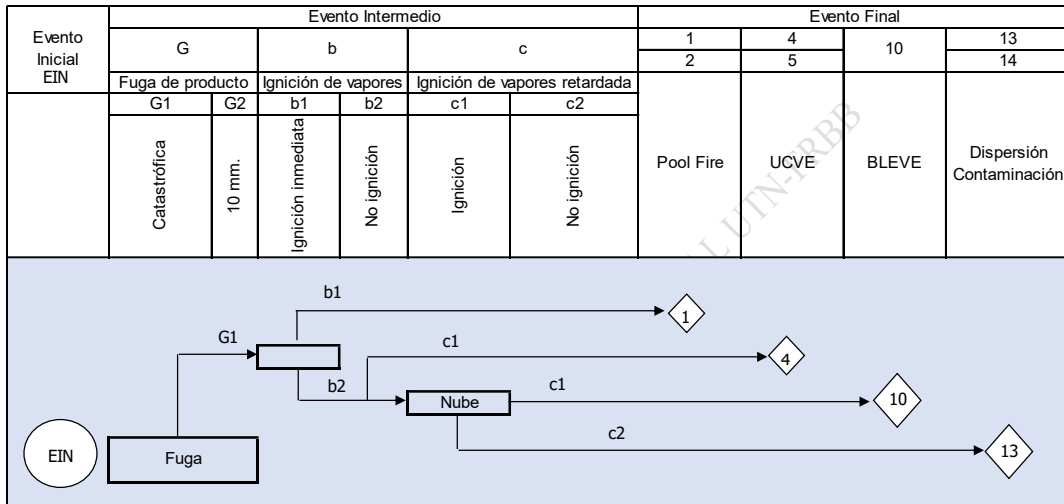 Evento Inicial EIN
Evento Intermedio
Evento Final
G
b
c
1
4
10
13
2
5
14
Fuga de producto
Ignición de vapores
Ignición de vapores retardada
G1
G2
b1
b2
c1
c2
Catastrófica
10 mm.
Ignición inmediata
No ignición
Ignición
No ignición
Pool Fire
UCVE
BLEVE
Dispersión
Contaminación
AL UTN-FRBB
b1
1
G1
c1
4
b2
Nube
c1
10
c2
EIN
Fuga
13